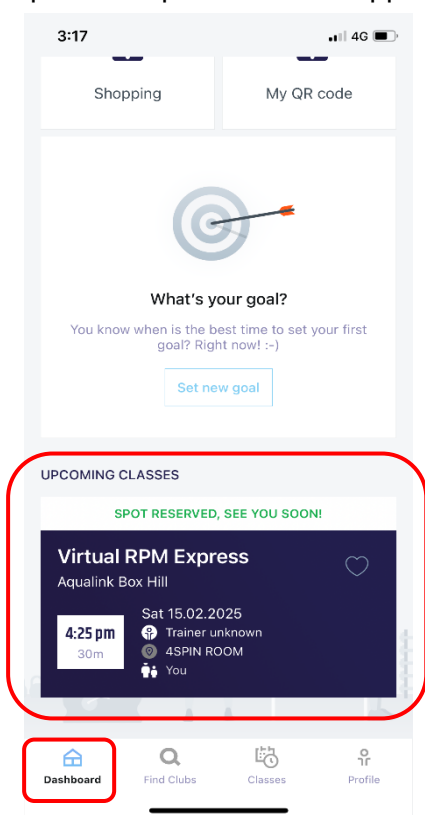 3:17
4G
Shopping
My QR code
What's your goal?
You know when is the best time to set your first
goal? Right now! :-)
Set new goal
UPCOMING CLASSES
SPOT RESERVED, SEE YOU SOON!
Virtual RPM Express
Aqualink Box Hill
Sat 15.02.2025
4:25 pm
30m
Trainer unknown
4SPIN ROOM
You
Dashboard
Find Clubs
Classes
Profile